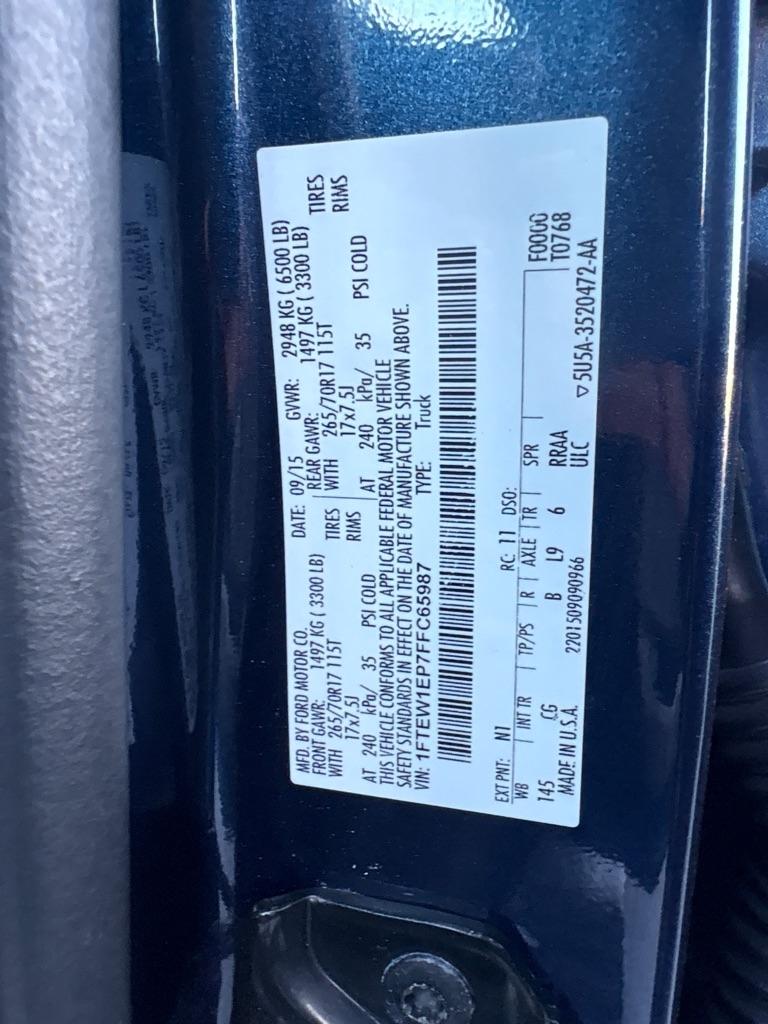 MFD. BY FORD MOTOR CO.
DATE: 09/15 GVWR: 2948 KG ( 6500 LB)
FRONT GAWR: 1497 KG ( 3300 LB)
REAR GAWR: 1497 KG ( 3300 LB)
WITH 265/70R17 115T TIRES
WITH 265/70R17 115T TIRES
17x7.5J RIMS
17x7.5J RIMS
AT 240 kPa/ 35 PSI COLD
AT 240 kPa/ 35 PSI COLD
THIS VEHICLE CONFORMS TO ALL APPLICABLE FEDERAL MOTOR VEHICLE
SAFETY STANDARDS IN EFFECT ON THE DATE OF MANUFACTURE SHOWN ABOVE.
VIN: 1FTEW1EP7FFC65987 TYPE: Truck
EXT PNT: N1 RC: 11 DSO:
WB INT TR TP/PS R AXLE TR SPR F0000
145 CG B L9 6 RRAA T0768
MADE IN U.S.A. 2201509090966 ULC ▽5U5A-3520472-AA